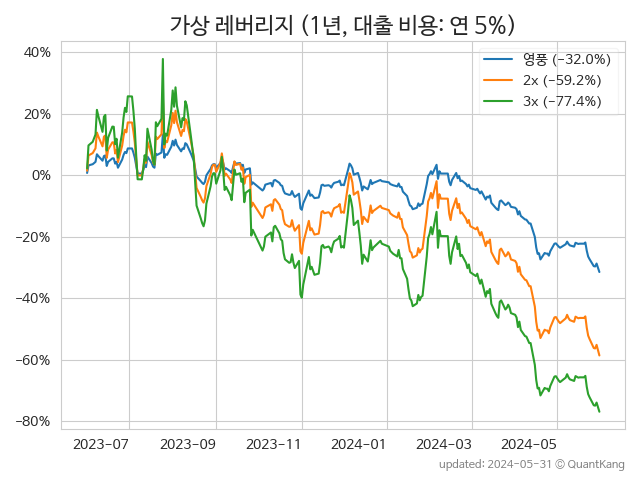 가상 레버리지 (1년, 대출 비용: 연 5%)
40%
20%
0%
−20%
−40%
−60%
−80%
영풍 (−32.0%)
2x (−59.2%)
3x (−77.4%)
2023-07
2023-09
2023-11
2024-01
2024-03
2024-05
updated: 2024-05-31 © QuantKang